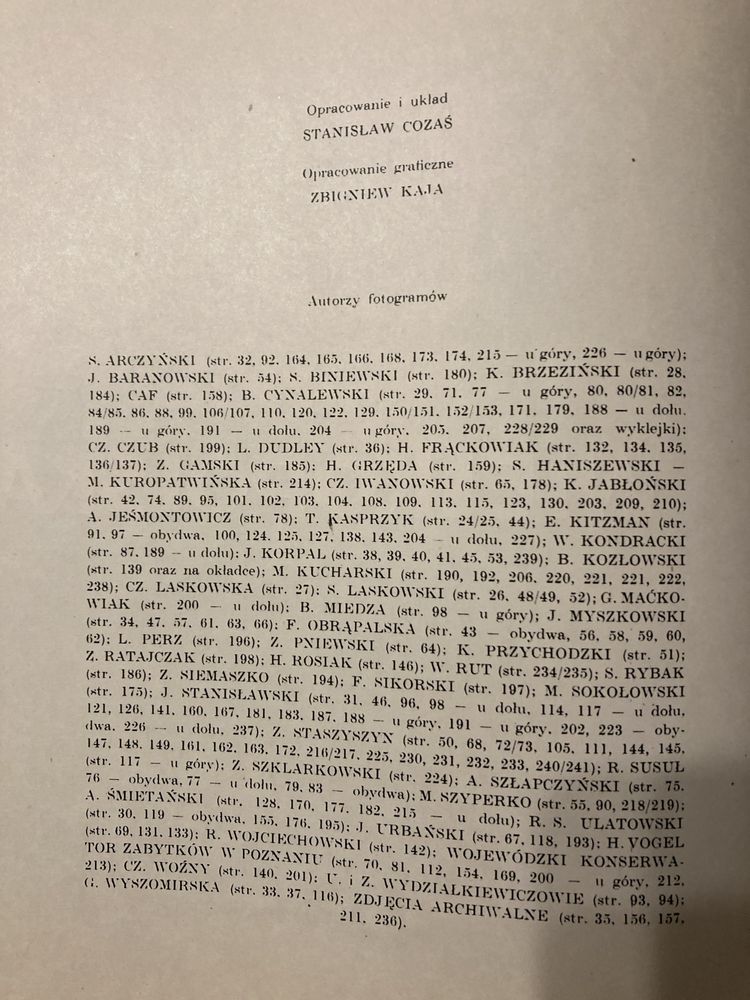 Opracowanie i układ
STANISŁAW COZAŚ
Opracowanie graficzne
ZBIGNIEW KAJA
Autorzy fotogramów
S. ARCZYŃSKI (str. 32, 92, 164, 165, 166, 168, 173, 174, 215 — u góry, 226 — u góry);
J. BARANOWSKI (str. 54); S. BINIEWSKI (str. 180); K. BRZEZIŃSKI (str. 28,
184); CAF (str. 158); B. CYNALEWSKI (str. 29, 71, 77 — u góry, 80, 80/81, 82,
84/85, 86, 88, 99, 106/107, 110, 120, 122, 129, 150/151, 152/153, 171, 179, 188 — u dołu,
189 — u góry, 191 — u dołu, 204 — u góry, 205, 207, 228/229 oraz wyklejki);
CZ. CZUB (str. 199); L. DUDLEY (str. 36); H. FRĄCKOWIAK (str. 132, 134, 135,
136/137); Z. GAMSKI (str. 185); H. GRZĘDA (str. 159); S. HANISZEWSKI —
M. KUROPATWIŃSKA (str. 214); CZ. IWANOWSKI (str. 65, 178); K. JABŁOŃSKI
(str. 42, 74, 89, 95, 101, 102, 103, 104, 108, 109, 113, 115, 123, 130, 203, 209, 210);
A. JEŚMONTOWICZ (str. 78); T. KASPRZYK (str. 24/25, 44); E. KITZMAN (str.
91, 97 — obydwa, 100, 124, 125, 127, 138, 143, 204 — u dołu, 227); W. KONDRACKI
(str. 87, 189 — u dołu); J. KORPAL (str. 38, 39, 40, 41, 45, 53, 239); B. KOZŁOWSKI
(str. 139 oraz na okładce); M. KUCHARSKI (str. 190, 192, 206, 220, 221, 221, 222,
238); CZ. LASKOWSKA (str. 27); S. LASKOWSKI (str. 26, 48/49, 52); G. MAĆKO-
WIAK (str. 200 — u dołu); B. MIEDZA (str. 98 — u góry); J. MYSZKOWSKI
(str. 34, 47, 57, 61, 63, 66); F. OBRĄPALSKA (str. 43 — obydwa, 56, 58, 59, 60,
62); L. PERZ (str. 196); Z. PNIEWSKI (str. 64); K. PRZYCHODZKI (str. 51);
Z. RATAJCZAK (str. 198); H. ROSIAK (str. 146); W. RUT (str. 234/235); S. RYBAK
(str. 186); Z. SIEMASZKO (str. 194); F. SIKORSKI (str. 197); M. SOKOŁOWSKI
(str. 175); J. STANISŁAWSKI (str. 31, 46, 96, 98 — u dołu, 114, 117 — u dołu,
121, 126, 141, 160, 167, 181, 183, 187, 188 — u góry, 191 — u góry, 202, 223 — oby-
dwa, 226 — u dołu, 237); Z. STASZYSZYN (str. 50, 68, 72/73, 105, 111, 144, 145,
147, 148, 149, 161, 162, 163, 172, 216/217, 225, 230, 231, 232, 233, 240/241); R. SUSUŁ
(str. 117 — u góry); Z. SZKLARKOWSKI (str. 224); A. SZŁAPCZYŃSKI (str. 75,
76 — obydwa, 77 — u dołu, 79, 83 — obydwa); M. SZYPERKO (str. 55, 90, 218/219);
A. ŚMIETAŃSKI (str. 128, 170, 177, 182, 215 — u dołu); R. S. ULATOWSKI
(str. 30, 119 — obydwa, 155, 176, 195); J. URBAŃSKI (str. 67, 118, 193); H. VOGEL
(str. 69, 131, 133); R. WOJCIECHOWSKI (str. 142); WOJEWÓDZKI KONSERWA-
TOR ZABYTKÓW W POZNANIU (str. 70, 81, 112, 154, 169, 200 — u góry, 212,
213); CZ. WOŹNY (str. 140, 201); U. i Z. WYDZIAŁKIEWICZOWIE (str. 93, 94);
G. WYSZOMIRSKA (str. 33, 37, 116); ZDJĘCIA ARCHIWALNE (str. 35, 156, 157,
211, 236).